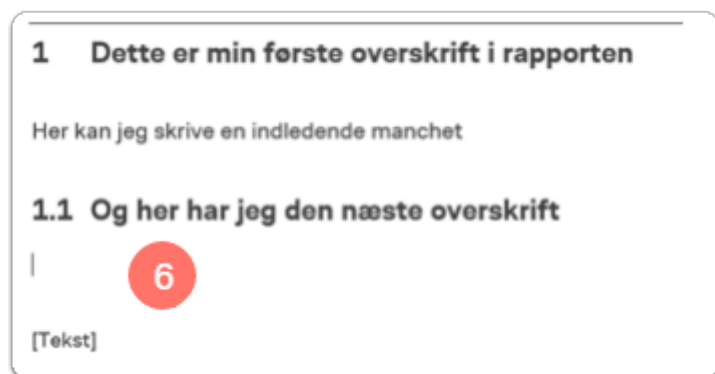 1 Dette er min første overskrift i rapporten
Her kan jeg skrive en indledende manchet
1.1 Og her har jeg den næste overskrift
6
[Tekst]